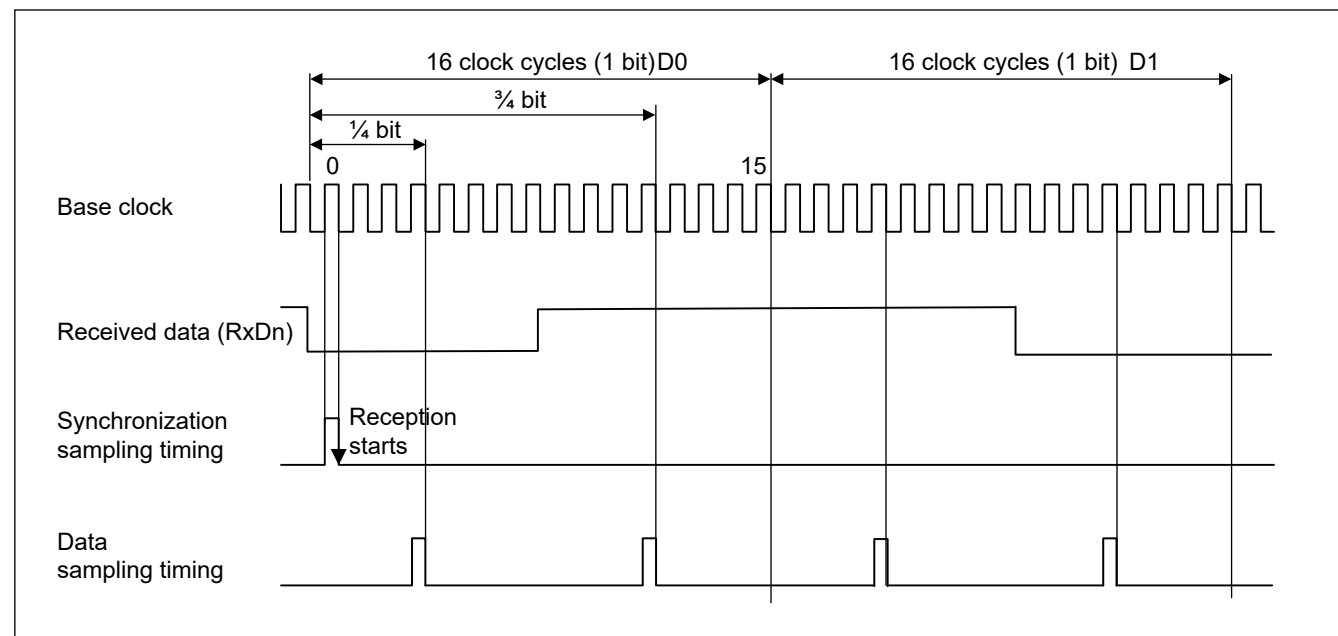 16 clock cycles (1 bit) D0
16 clock cycles (1 bit) D1
¾ bit
¼ bit
0
15
Base clock
Received data (RxDn)
Synchronization
sampling timing
Reception
starts
Data
sampling timing